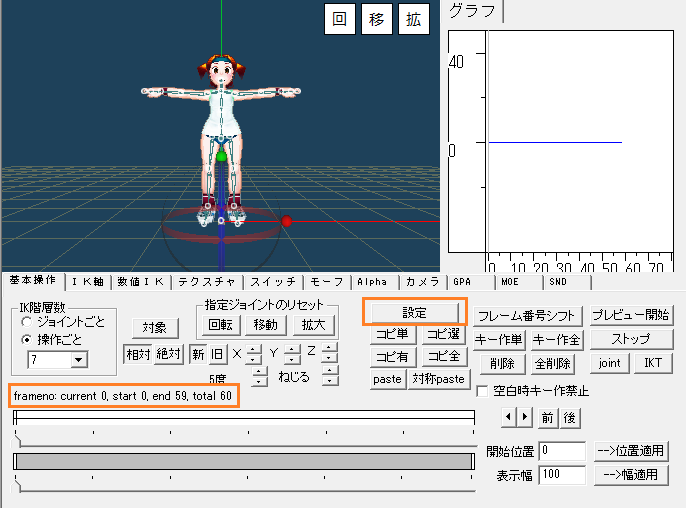 回 移 拡
グラフ
40
0
0 10 20 30 40 50 60 70 80
基本操作 IK軸 数値IK テクスチャ スイッチ モーフ Alpha カメラ GPA MOE SND
IK階層数
ジョイントごと
操作ごと
7
対象
相対 絶対
指定ジョイントのリセット
回転 移動 拡大
新 旧 X Y Z
5度 ねじる
設定
コピ単 コピ選
コピ有 コピ全
paste 対称paste
フレーム番号シフト プレビュー開始
キー作単 キー作全 ストップ
削除 全削除 joint IKT
空白時キー作禁止
前 後
frameno: current 0, start 0, end 59, total 60
開始位置 0 -->位置適用
表示幅 100 -->幅適用